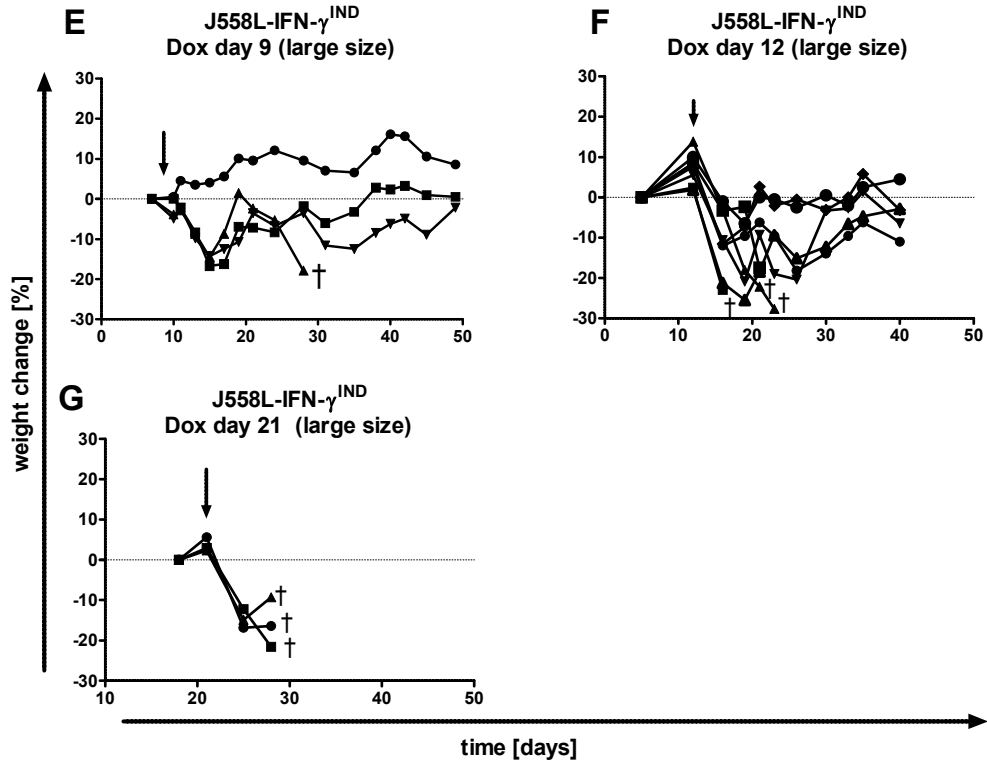 E
J558L-IFN-γIND
Dox day 9 (large size)
30
20
10
0
-10
-20
-30
0 10 20 30 40 50
†
F
J558L-IFN-γIND
Dox day 12 (large size)
30
20
10
0
-10
-20
-30
0 10 20 30 40 50
† † †
G
J558L-IFN-γIND
Dox day 21 (large size)
30
20
10
0
-10
-20
-30
10 20 30 40 50
†
†
†
weight change [%]
time [days]